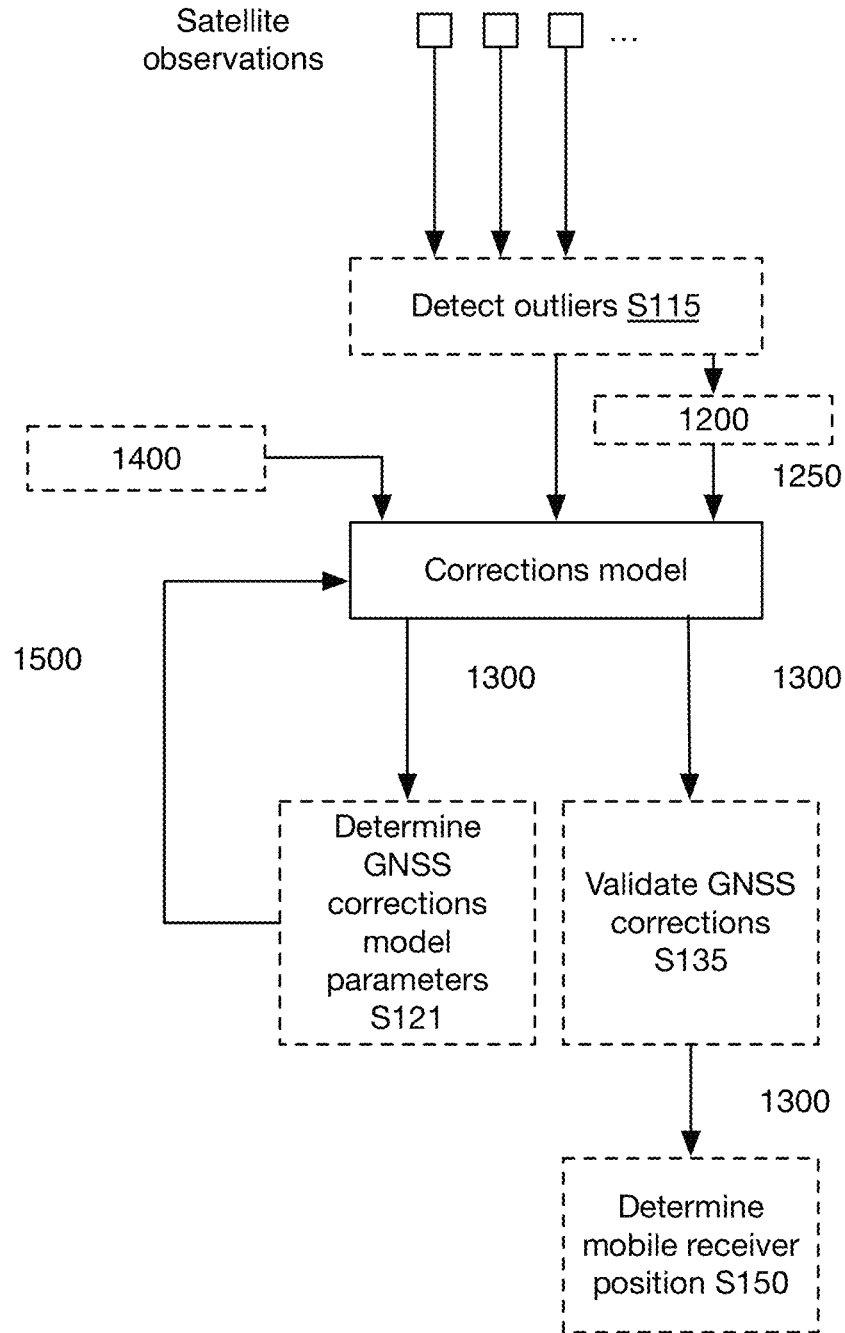 Satellite
observations
...
Detect outliers S115
1200
1400
1250
Corrections model
1500
1300
1300
Determine
GNSS
corrections
model
parameters
S121
Validate GNSS
corrections
S135
1300
Determine
mobile receiver
position S150